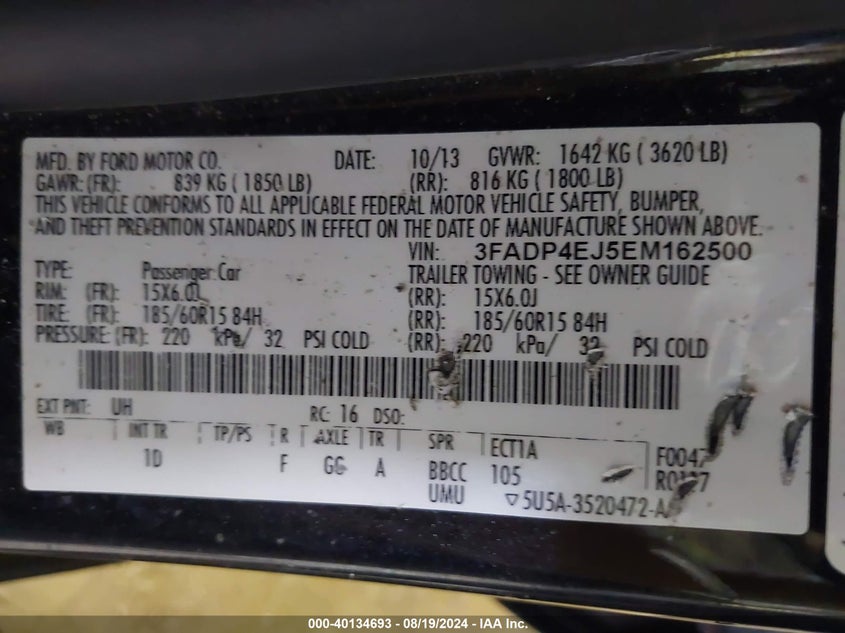 MFD. BY FORD MOTOR CO. DATE: 10/13 GVWR: 1642 KG ( 3620 LB)
GAWR: (FR): 839 KG ( 1850 LB) (RR): 816 KG ( 1800 LB)
THIS VEHICLE CONFORMS TO ALL APPLICABLE FEDERAL MOTOR VEHICLE SAFETY, BUMPER,
AND THEFT PREVENTION STANDARDS IN EFFECT ON THE DATE OF MANUFACTURE SHOWN ABOVE.
VIN: 3FADP4EJ5EM162500
TYPE: Passenger Car TRAILER TOWING - SEE OWNER GUIDE
RIM: (FR): 15X6.0J (RR): 15X6.0J
TIRE: (FR): 185/60R15 84H (RR): 185/60R15 84H
PRESSURE: (FR): 220 kPa/ 32 PSI COLD (RR): 220 kPa/ 32 PSI COLD
EXT PNT: UH RC: 16 DSO:
WB INT TR TP/PS R AXLE TR SPR ECT1A F0047
1D F GG A BBCC 105
UMU ▽5U5A-3520472-A
000-40134693 - 08/19/2024 - IAA Inc.